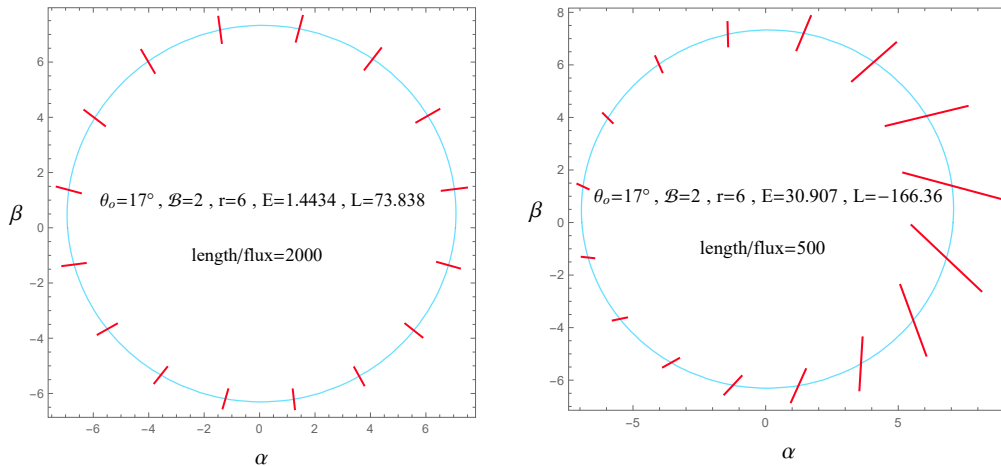 6
4
2
0
−2
−4
−6
β
θₒ=17° , ℬ=2 , r=6 , E=1.4434 , L=73.838
length/flux=2000
−6 −4 −2 0 2 4 6
α
8
6
4
2
0
−2
−4
−6
β
θₒ=17° , ℬ=2 , r=6 , E=30.907 , L=−166.36
length/flux=500
−5 0 5
α